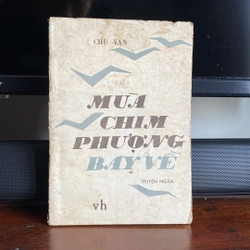 CHU VĂN
MÙA
CHIM
PHƯỢNG
BAY VỀ
TRUYỆN NGẮN
vh